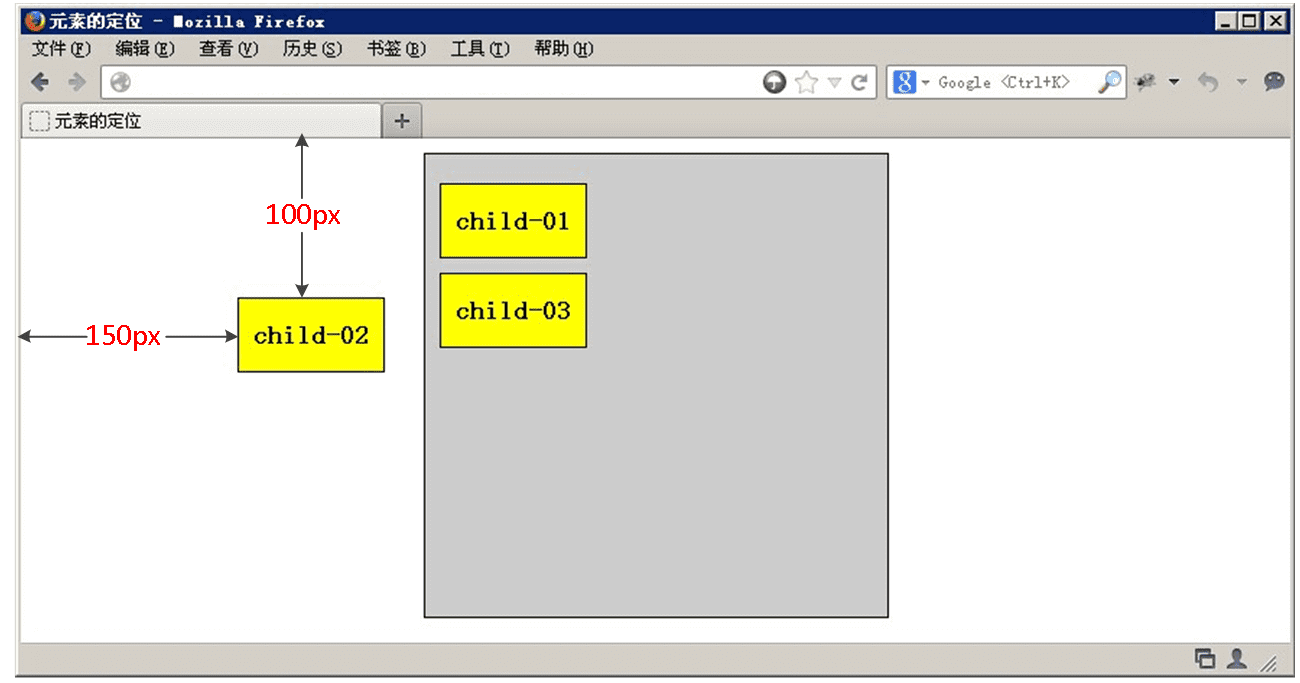 元素的定位 - Mozilla Firefox
文件(F) 编辑(E) 查看(V) 历史(S) 书签(B) 工具(T) 帮助(H)
8 Google <Ctrl+K>
元素的定位 +
100px
child-01
child-03
150px
child-02